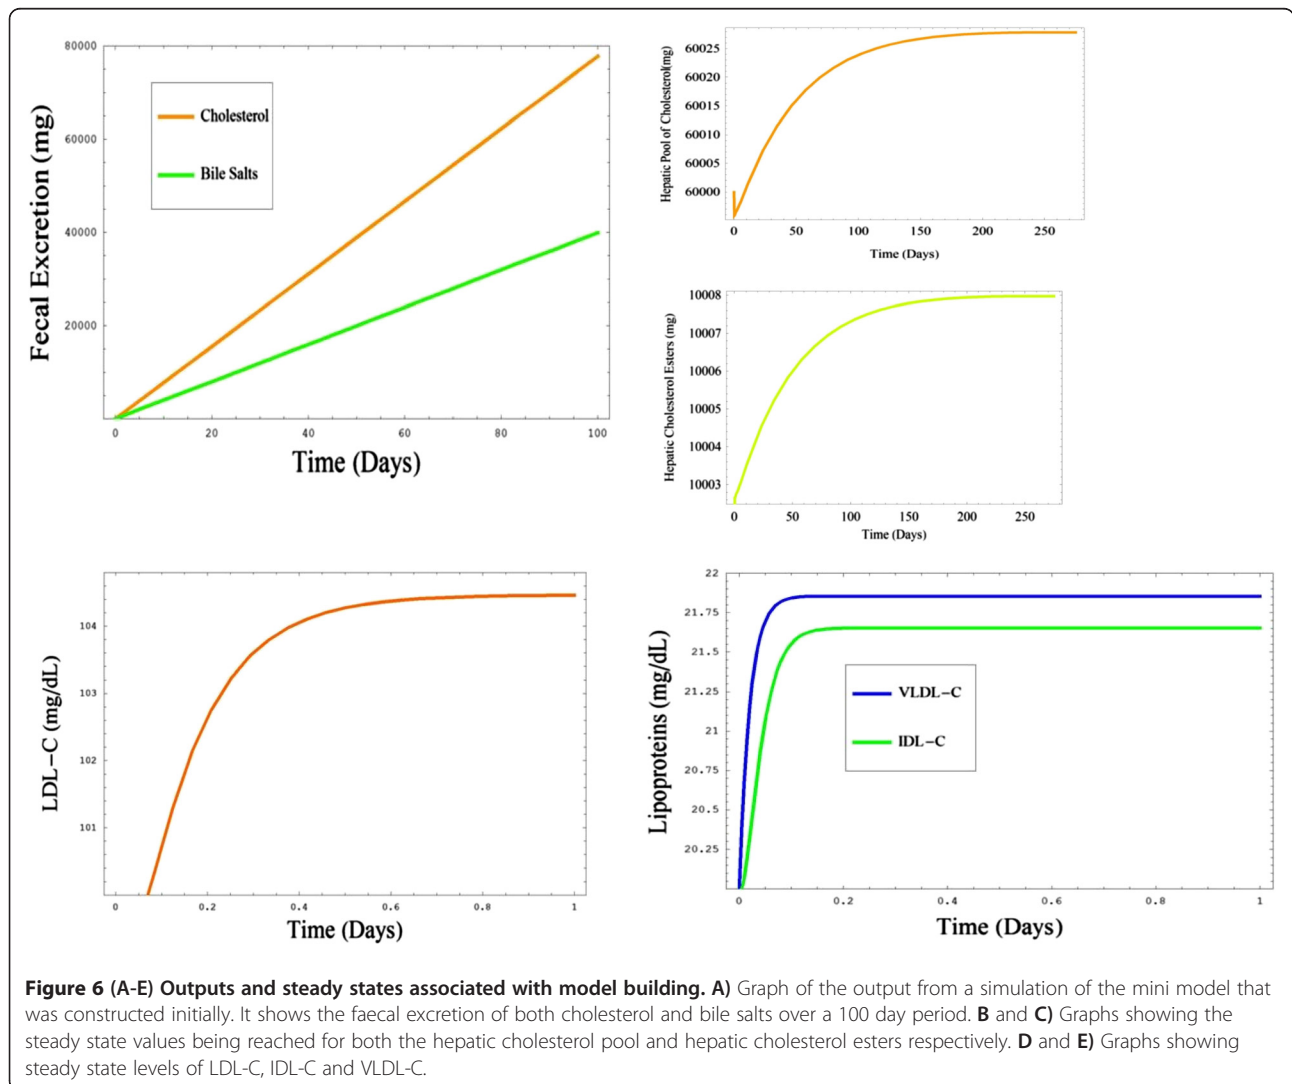 80000
60000
40000
20000
Fecal Excretion (mg)
Cholesterol
Bile Salts
0 20 40 60 80 100
Time (Days)
60025
60020
60015
60010
60005
60000
Hepatic Pool of Cholesterol(mg)
0 50 100 150 200 250
Time (Days)
10008
10007
10006
10005
10004
10003
Hepatic Cholesterol Esters (mg)
0 50 100 150 200 250
Time (Days)
104
103
102
101
LDL-C (mg/dL)
0 0.2 0.4 0.6 0.8 1
Time (Days)
22
21.75
21.5
21.25
21
20.75
20.5
20.25
Lipoproteins (mg/dL)
VLDL-C
IDL-C
0 0.2 0.4 0.6 0.8 1
Time (Days)
Figure 6 (A-E) Outputs and steady states associated with model building. A) Graph of the output from a simulation of the mini model that
was constructed initially. It shows the faecal excretion of both cholesterol and bile salts over a 100 day period. B and C) Graphs showing the
steady state values being reached for both the hepatic cholesterol pool and hepatic cholesterol esters respectively. D and E) Graphs showing
steady state levels of LDL-C, IDL-C and VLDL-C.